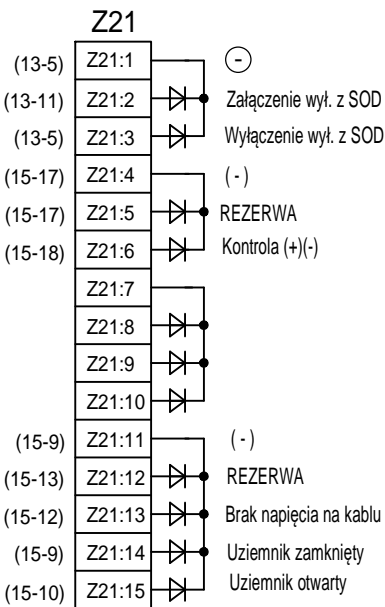 Z21
(13-5) Z21:1 -
(13-11) Z21:2 Załączenie wył. z SOD
(13-5) Z21:3 Wyłączenie wył. z SOD
(15-17) Z21:4 (-)
(15-17) Z21:5 REZERWA
(15-18) Z21:6 Kontrola (+)(-)
Z21:7
Z21:8
Z21:9
Z21:10
(15-9) Z21:11 (-)
(15-13) Z21:12 REZERWA
(15-12) Z21:13 Brak napięcia na kablu
(15-9) Z21:14 Uziemnik zamknięty
(15-10) Z21:15 Uziemnik otwarty